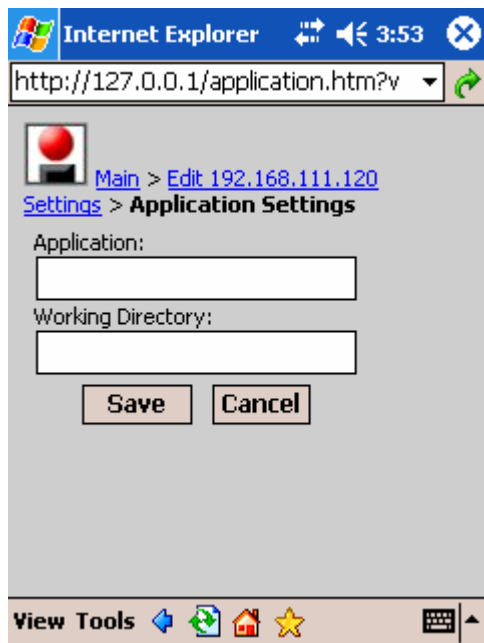 Internet Explorer 3:53
http://127.0.0.1/application.htm?v
Main > Edit 192.168.111.120
Settings > Application Settings
Application:
Working Directory:
Save Cancel
View Tools